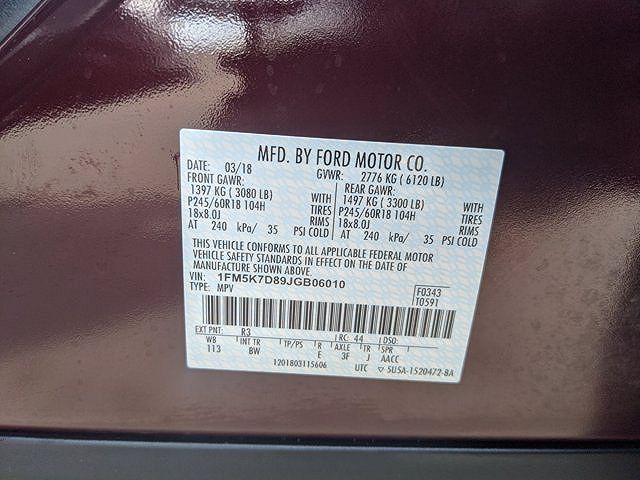 MFD. BY FORD MOTOR CO.
DATE: 03/18 GVWR: 2776 KG ( 6120 LB)
FRONT GAWR: REAR GAWR:
1397 KG ( 3080 LB) WITH 1497 KG ( 3300 LB) WITH
P245/60R18 104H TIRES P245/60R18 104H TIRES
18x8.0J RIMS 18x8.0J RIMS
AT 240 kPa/ 35 PSI COLD AT 240 kPa/ 35 PSI COLD
THIS VEHICLE CONFORMS TO ALL APPLICABLE FEDERAL MOTOR
VEHICLE SAFETY STANDARDS IN EFFECT ON THE DATE OF
MANUFACTURE SHOWN ABOVE.
VIN: 1FM5K7D89JGB06010 F0343
TYPE: MPV T0591
EXT PNT: R3 RC: 44 DSO:
WB INT TR TP/PS R AXLE TR SPR
113 BW E 3F J AACC
1201803115606 UTC ▽ 5U5A-1520472-8A